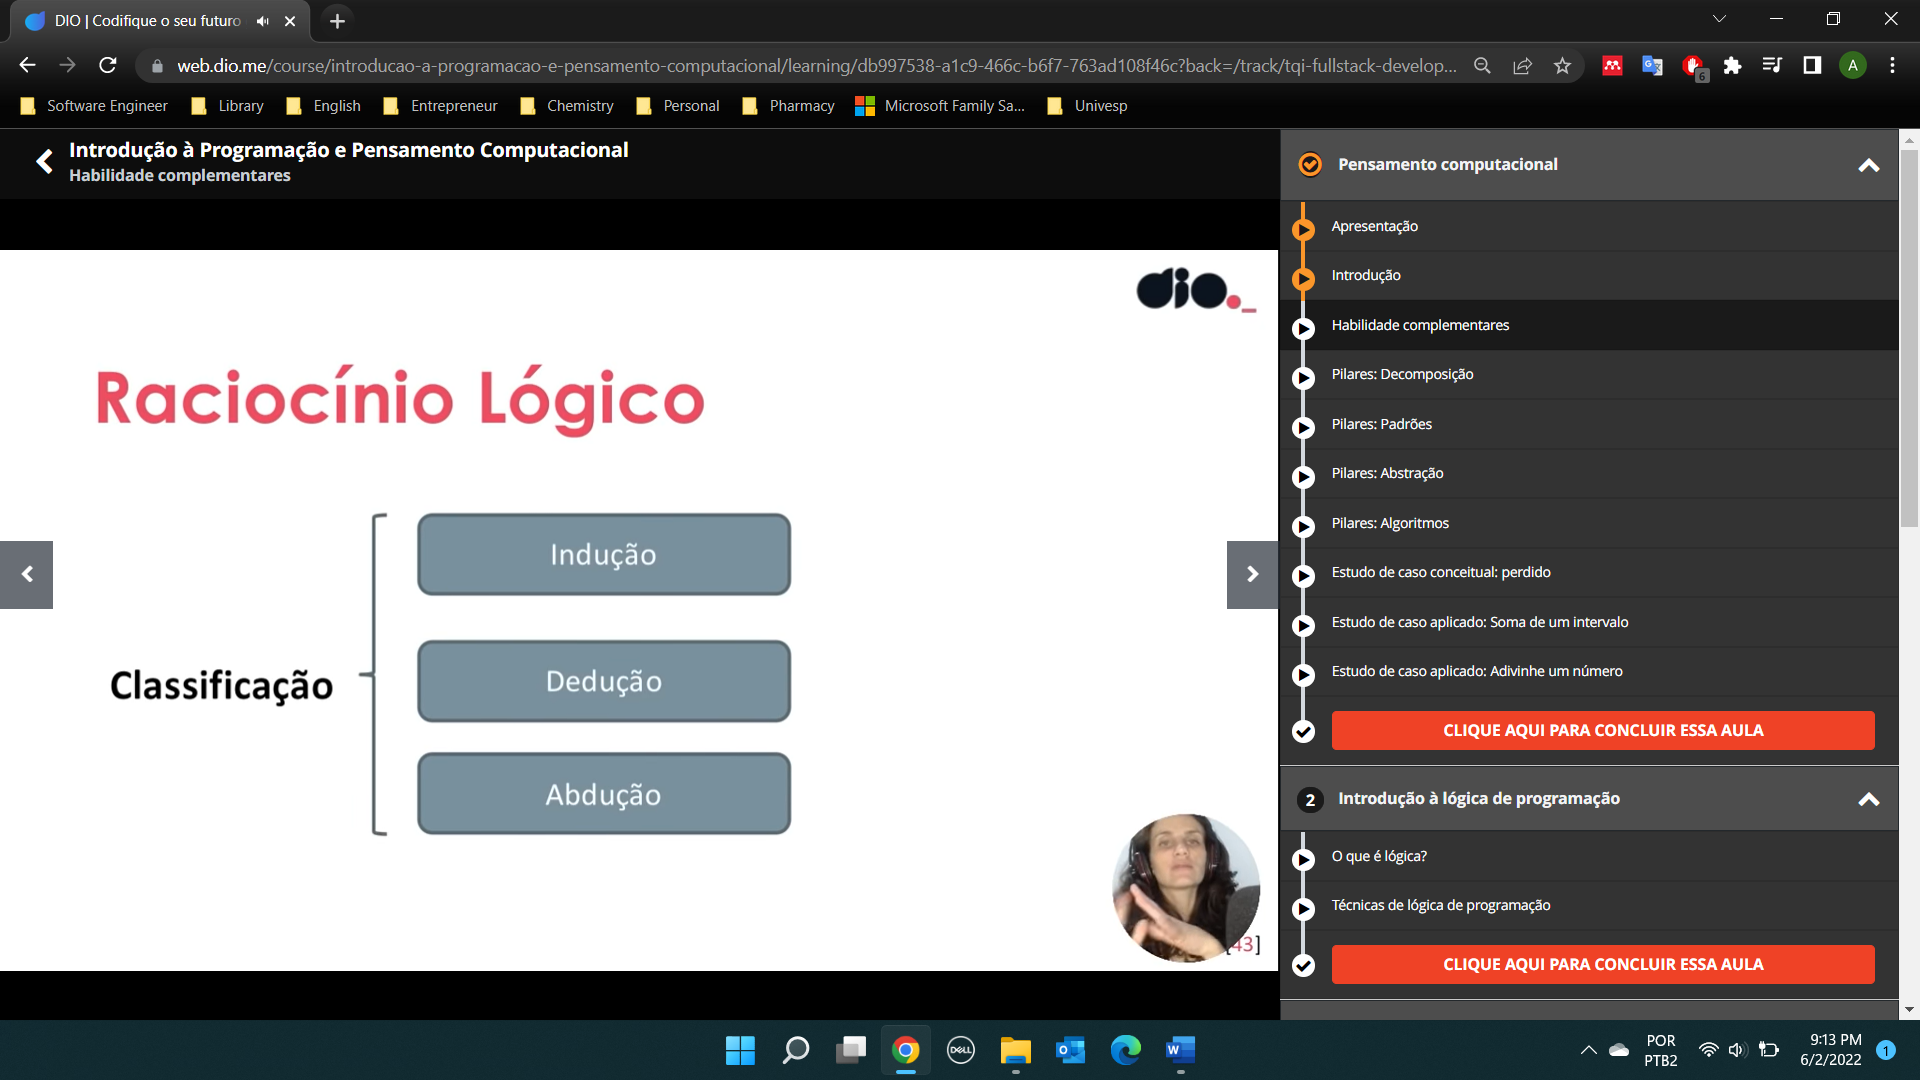 DIO | Codifique o seu futuro
web.dio.me/course/introducao-a-programacao-e-pensamento-computacional/learning/db997538-a1c9-466c-b6f7-763ad108f46c?back=/track/tqi-fullstack-develop...
6
A
Software Engineer
Library
English
Entrepreneur
Chemistry
Personal
Pharmacy
Microsoft Family Sa...
Univesp
Introdução à Programação e Pensamento Computacional
Habilidade complementares
dio._
Raciocínio Lógico
Classificação
Indução
Dedução
Abdução
43]
Pensamento computacional
Apresentação
Introdução
Habilidade complementares
Pilares: Decomposição
Pilares: Padrões
Pilares: Abstração
Pilares: Algoritmos
Estudo de caso conceitual: perdido
Estudo de caso aplicado: Soma de um intervalo
Estudo de caso aplicado: Adivinhe um número
CLIQUE AQUI PARA CONCLUIR ESSA AULA
2 Introdução à lógica de programação
O que é lógica?
Técnicas de lógica de programação
CLIQUE AQUI PARA CONCLUIR ESSA AULA
DELL
W
POR
PTB2
9:13 PM
6/2/2022
1